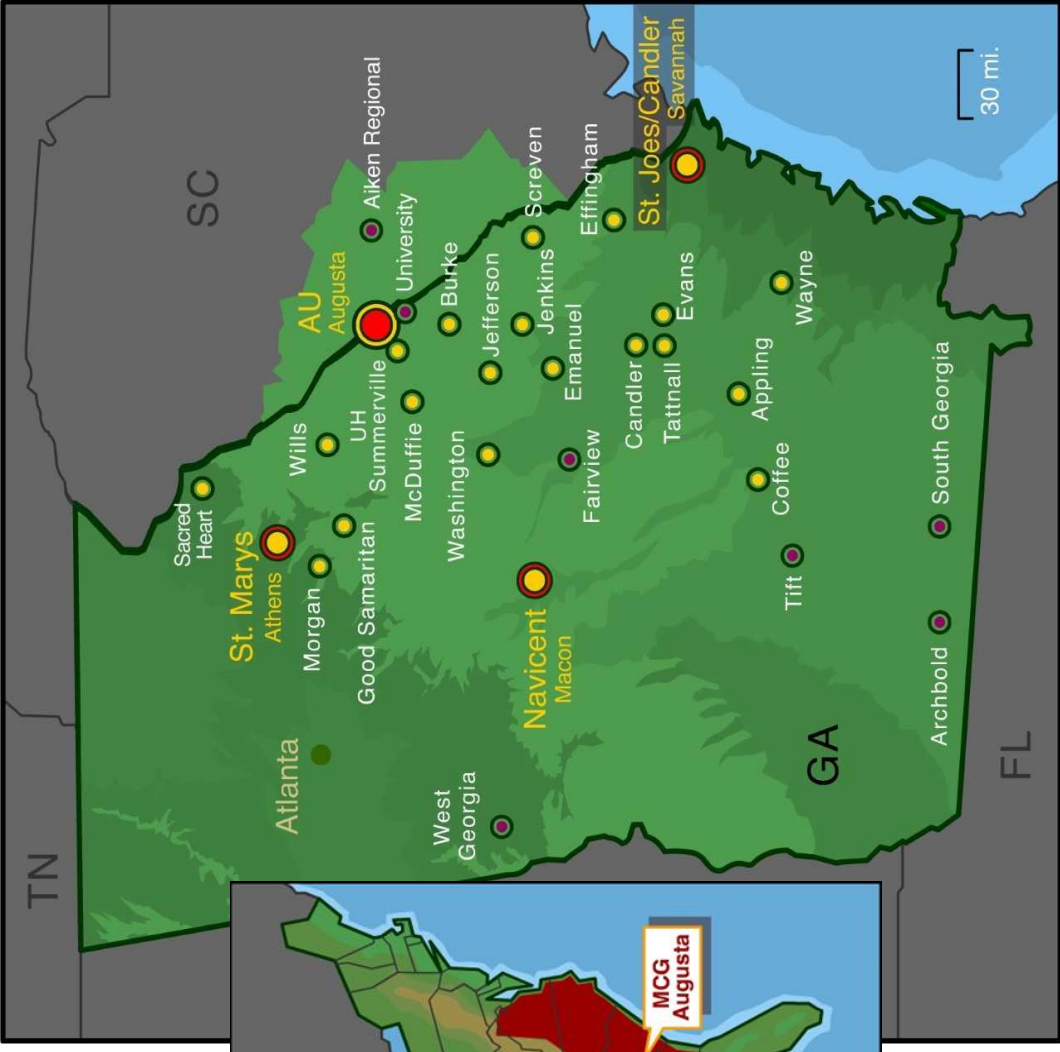 TN
SC
Sacred
Heart
St. Marys
Athens
Wills
AU
Augusta
Aiken Regional
Morgan
Atlanta
Good Samaritan
UH
Summerville
University
McDuffie
Burke
West
Georgia
Washington
Jefferson
Screven
Jenkins
Navicent
Macon
Emanuel
Fairview
Effingham
Candler
St. Joes/Candler
Savannah
Tattnall
Evans
Appling
Coffee
Wayne
Tift
GA
Archbold
South Georgia
30 mi.
FL
MCG
Augusta